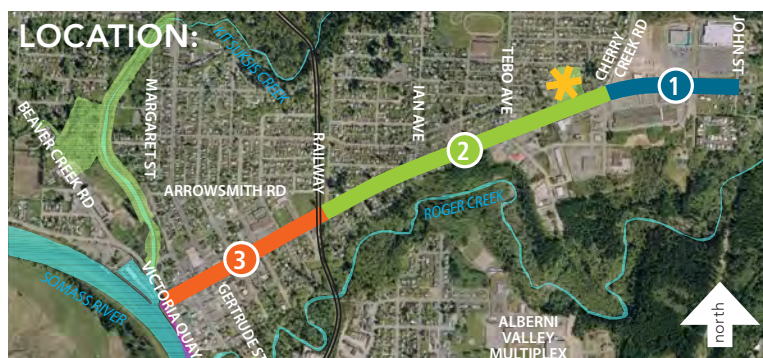 LOCATION:
KITSUKSIS CREEK
BEAVER CREEK RD
MARGARET ST
ARROWSMITH RD
RAILWAY
IAN AVE
TEBO AVE
CHERRY
CREEK RD
JOHN ST
1
2
3
ROGER CREEK
SOMASS RIVER
VICTORIA QUAY
GERTRUDE ST
ALBERNI
VALLEY
MULTIPLEX
north